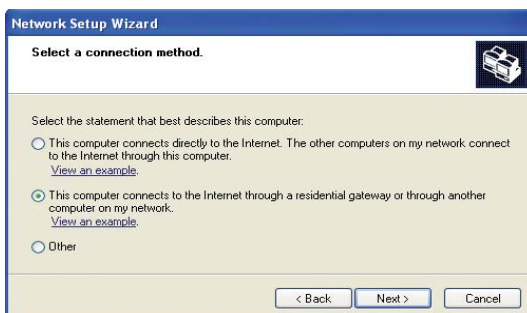 Network Setup Wizard
Select a connection method.
Select the statement that best describes this computer:
This computer connects directly to the Internet. The other computers on my network connect
to the Internet through this computer.
View an example.
This computer connects to the Internet through a residential gateway or through another
computer on my network.
View an example.
Other
< Back
Next >
Cancel